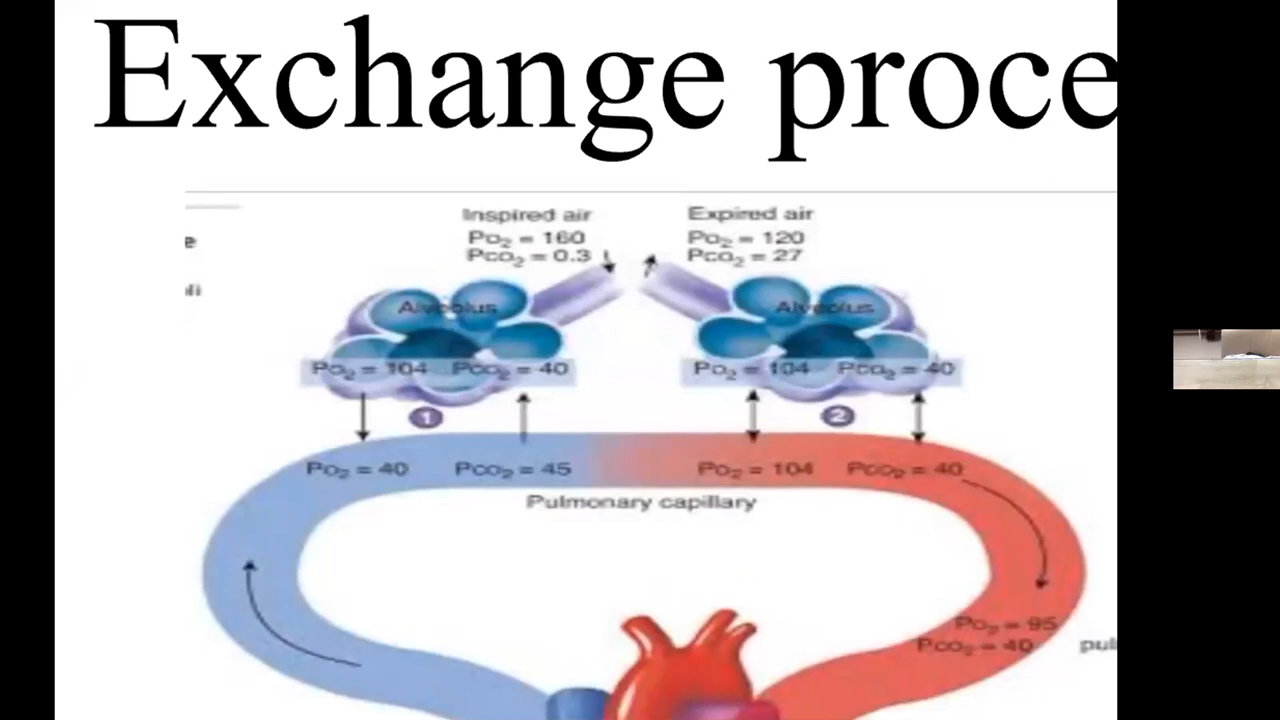 Exchange proce
e
oli
Inspired air
Po₂ = 160
Pco₂ = 0.3
Expired air
Po₂ = 120
Pco₂ = 27
Alveolus
Alveolus
Po₂ = 104 Pco₂ = 40
Po₂ = 104 Pco₂ = 40
1
2
Po₂ = 40 Pco₂ = 45
Po₂ = 104 Pco₂ = 40
Pulmonary capillary
Po₂ = 95
Pco₂ = 40
pul